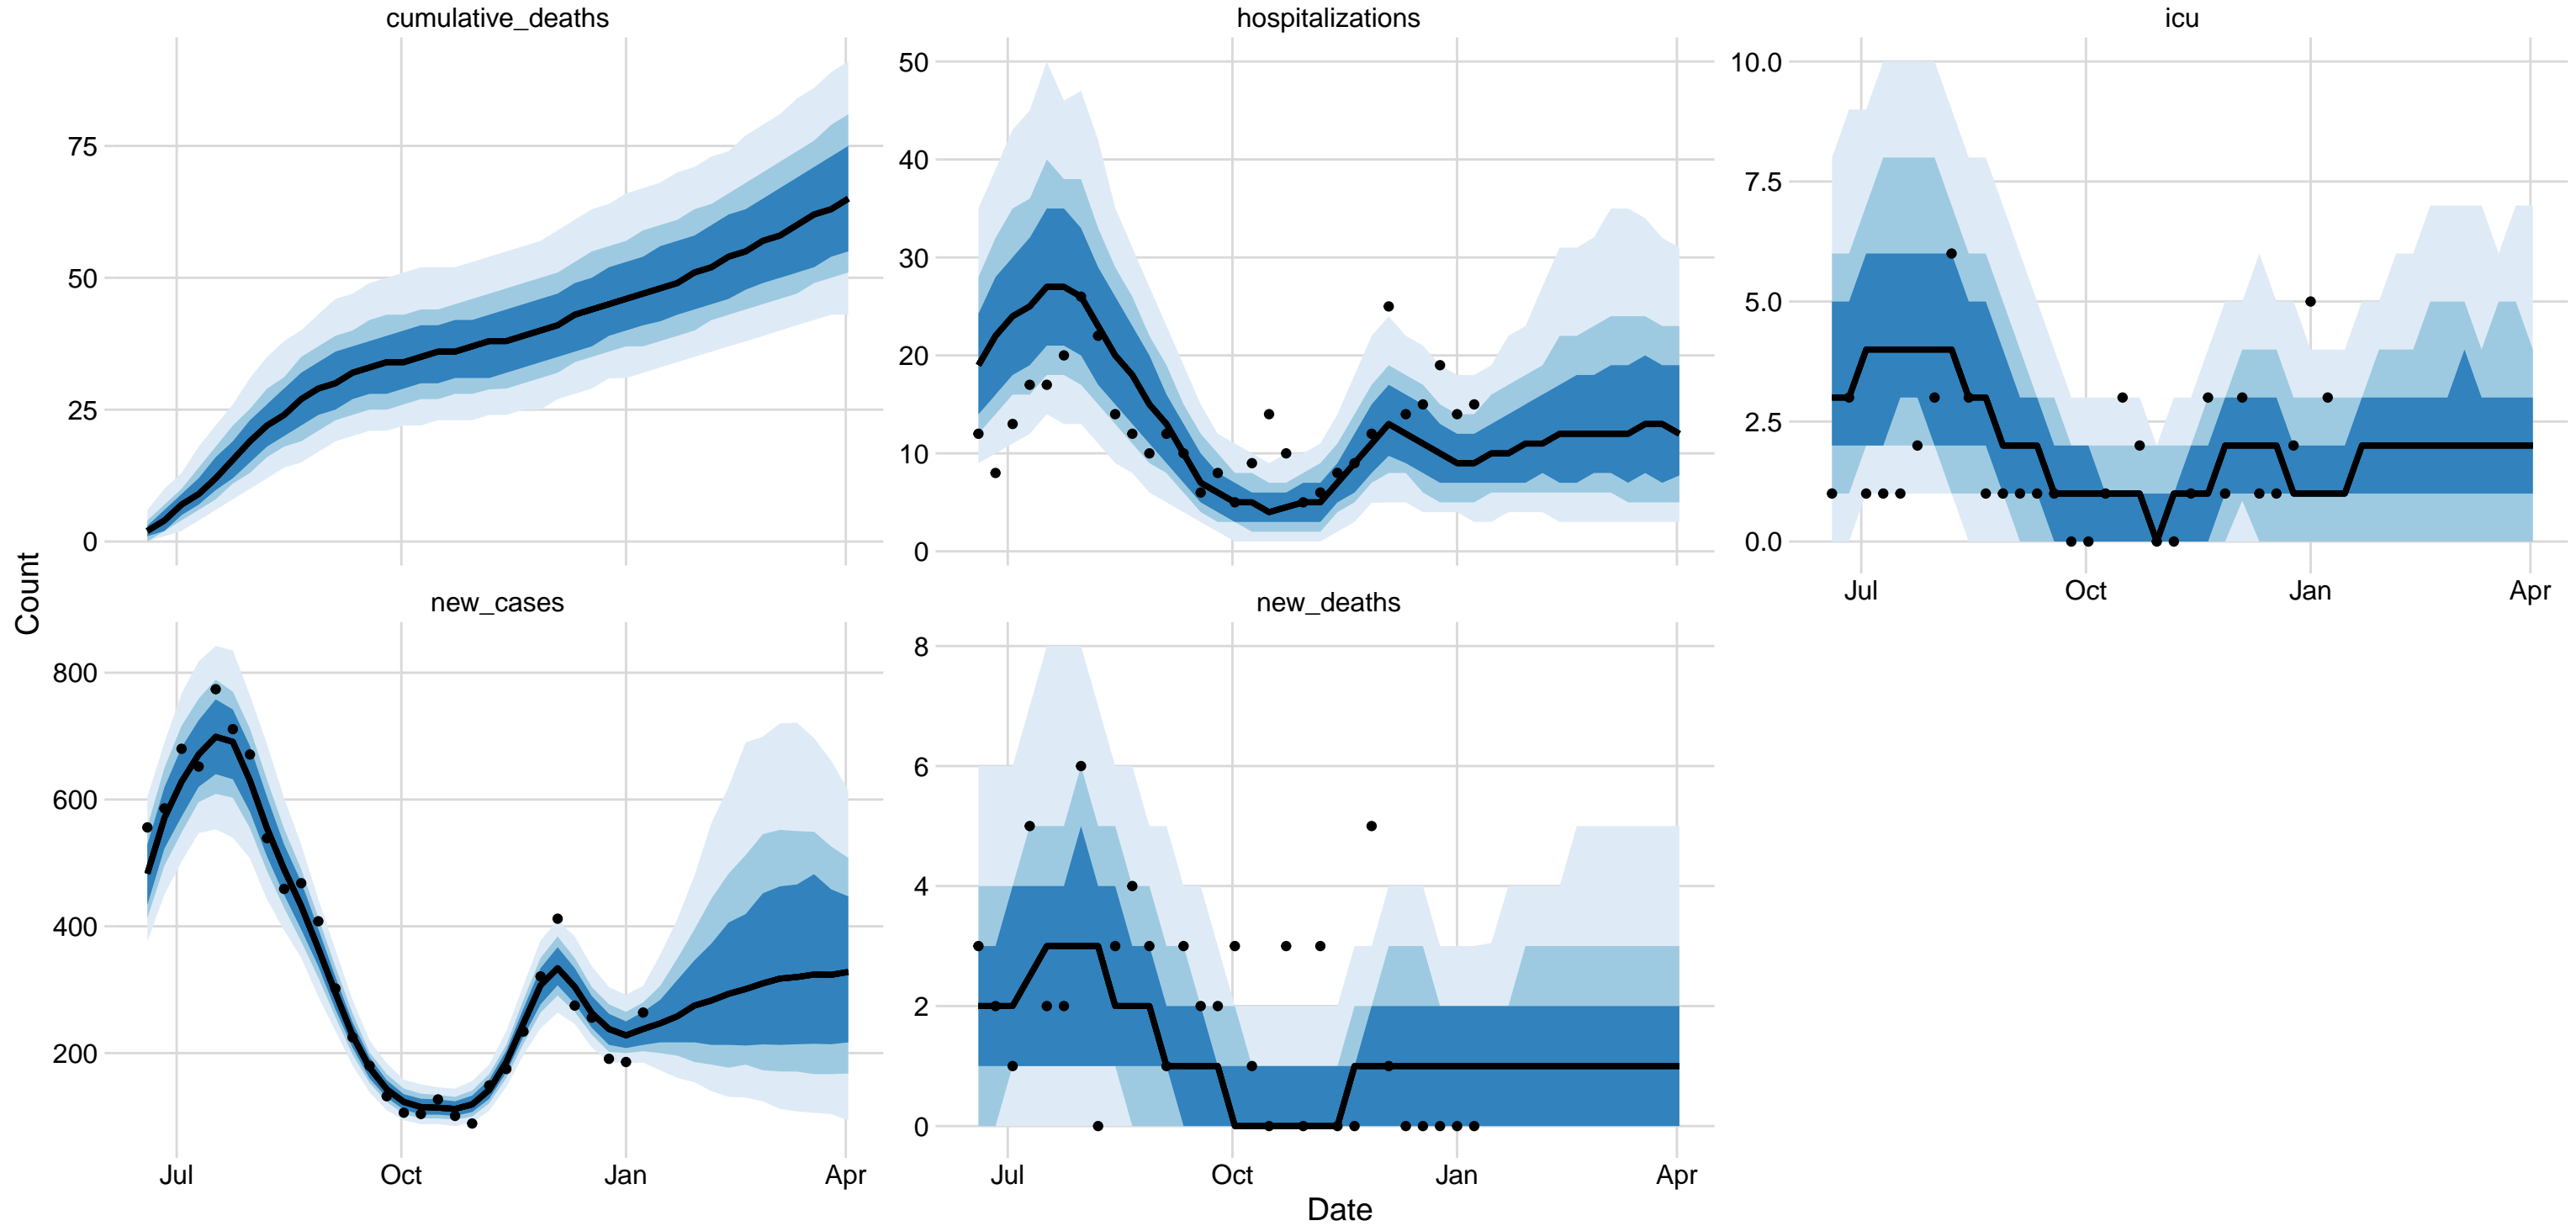 cumulative_deaths
hospitalizations
icu
75
50
25
0
50
40
30
20
10
0
10.0
7.5
5.0
2.5
0.0
Jul Oct Jan Apr
Count
new_cases
new_deaths
800
600
400
200
8
6
4
2
0
Jul Oct Jan Apr
Jul Oct Jan Apr
Date